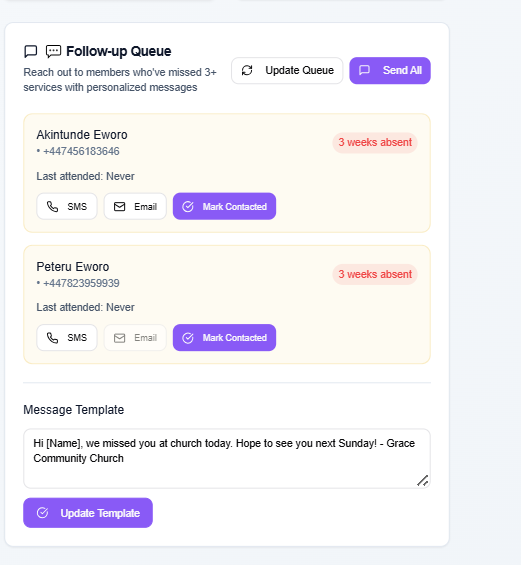 Follow-up Queue
Reach out to members who've missed 3+
services with personalized messages
Update Queue
Send All
Akintunde Eworo
• +447456183646
3 weeks absent
Last attended: Never
SMS
Email
Mark Contacted
Peteru Eworo
• +447823959939
3 weeks absent
Last attended: Never
SMS
Email
Mark Contacted
Message Template
Hi [Name], we missed you at church today. Hope to see you next Sunday! - Grace
Community Church
Update Template